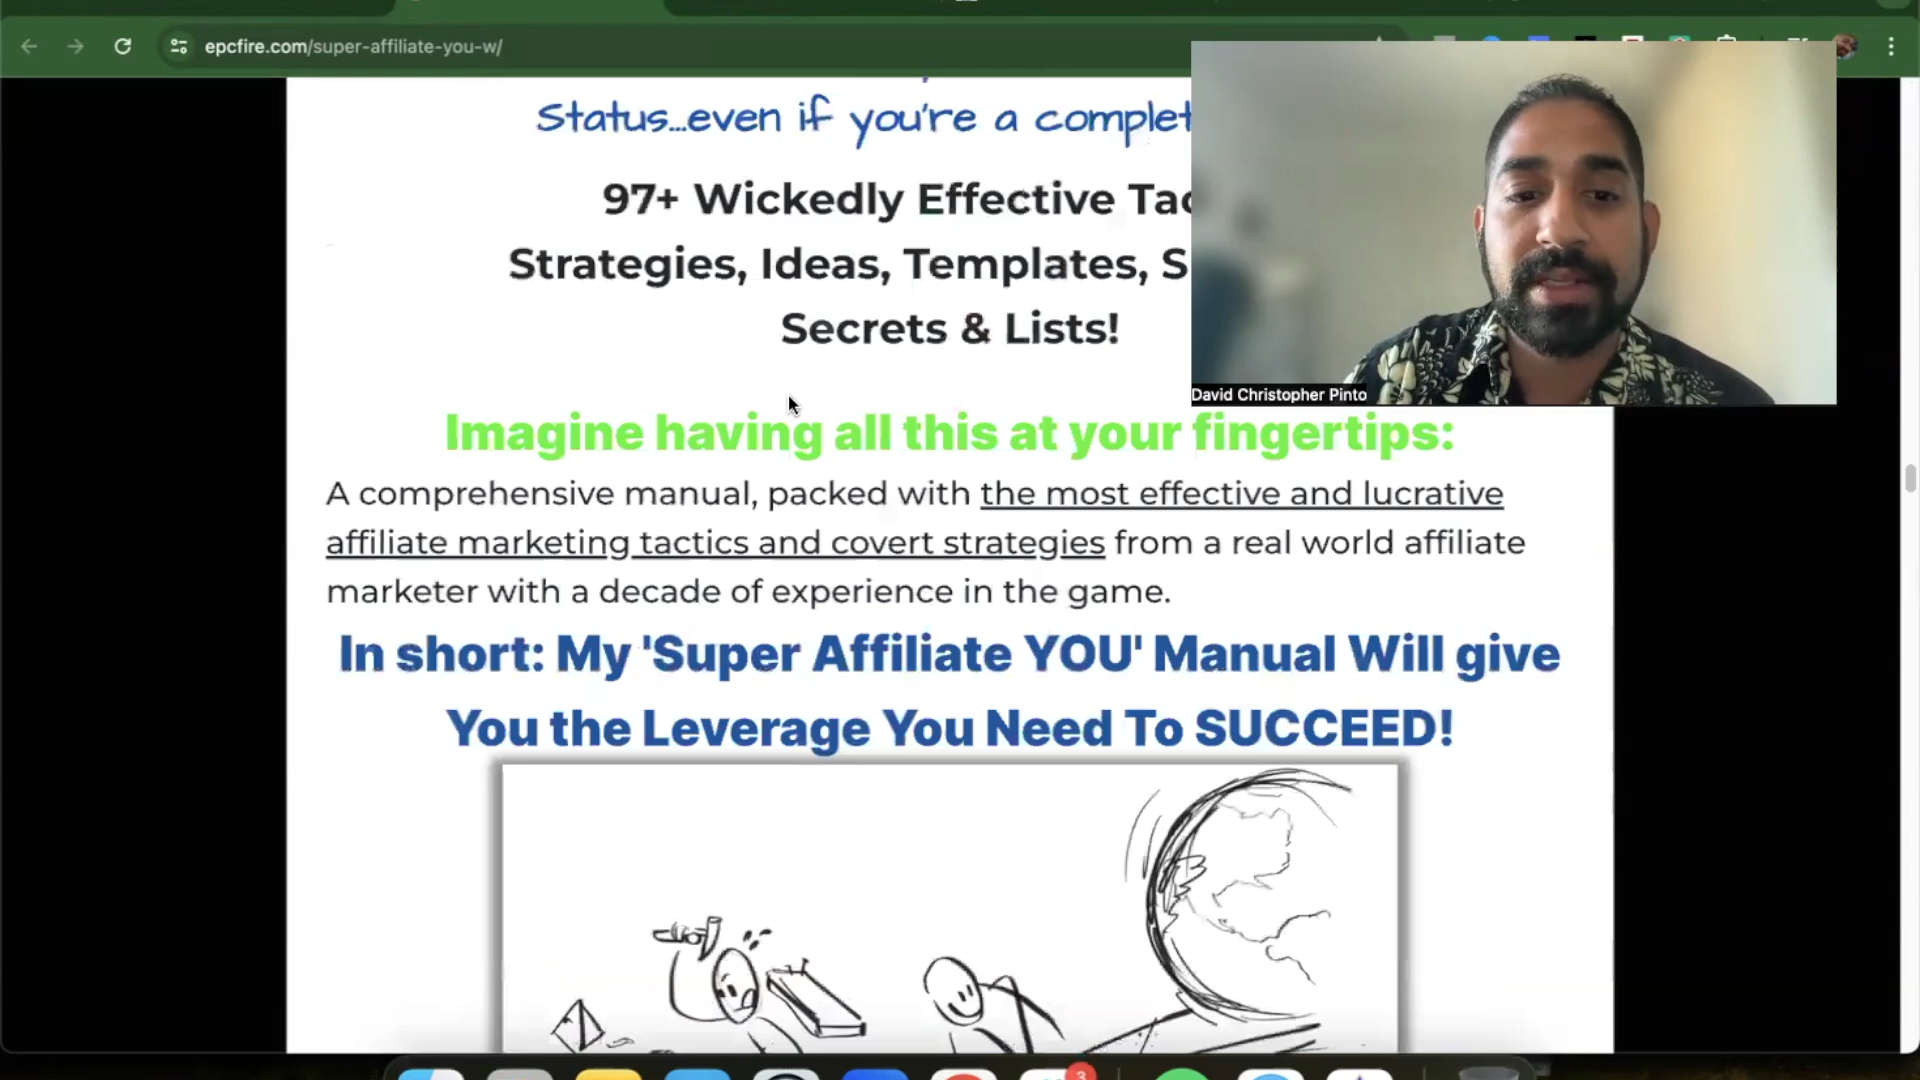 epcfire.com/super-affiliate-you-w/
Status...even if you're a complet
97+ Wickedly Effective Tac
Strategies, Ideas, Templates, S
Secrets & Lists!
David Christopher Pinto
Imagine having all this at your fingertips:
A comprehensive manual, packed with the most effective and lucrative
affiliate marketing tactics and covert strategies from a real world affiliate
marketer with a decade of experience in the game.
In short: My 'Super Affiliate YOU' Manual Will give
You the Leverage You Need To SUCCEED!
3